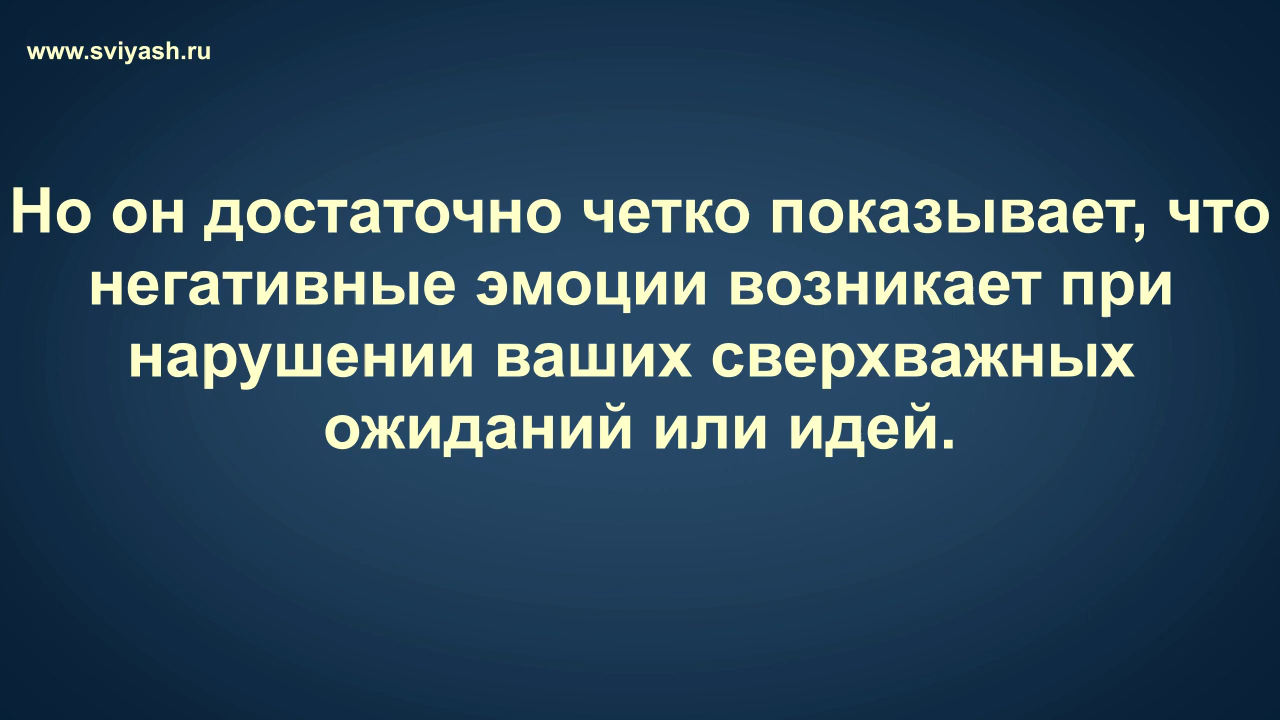 www.sviyash.ru
Но он достаточно четко показывает, что
негативные эмоции возникает при
нарушении ваших сверхважных
ожиданий или идей.